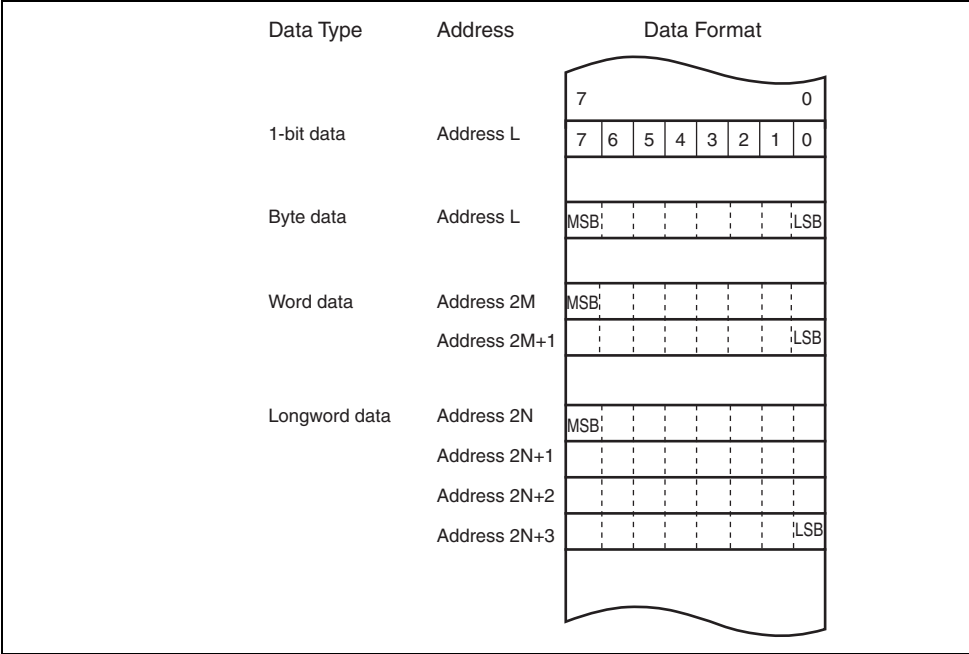 Data Type Address Data Format
7 0
1-bit data Address L 7 6 5 4 3 2 1 0
Byte data Address L MSB LSB
Word data Address 2M MSB
Address 2M+1 LSB
Longword data Address 2N MSB
Address 2N+1
Address 2N+2
Address 2N+3 LSB